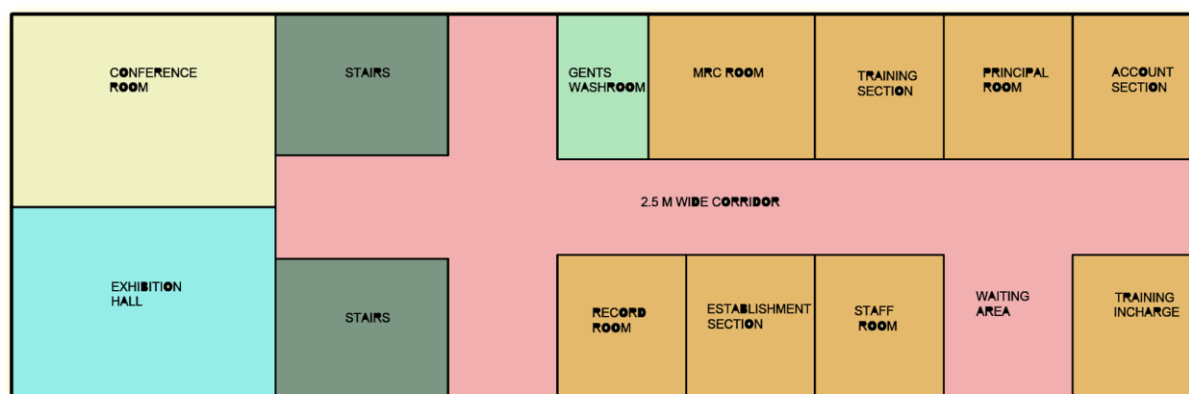 CONFERENCE
ROOM
STAIRS
GENTS
WASHROOM
MRC ROOM
TRAINING
SECTION
PRINCIPAL
ROOM
ACCOUNT
SECTION
2.5 M WIDE CORRIDOR
EXHIBITION
HALL
STAIRS
RECORD
ROOM
ESTABLISHMENT
SECTION
STAFF
ROOM
WAITING
AREA
TRAINING
INCHARGE